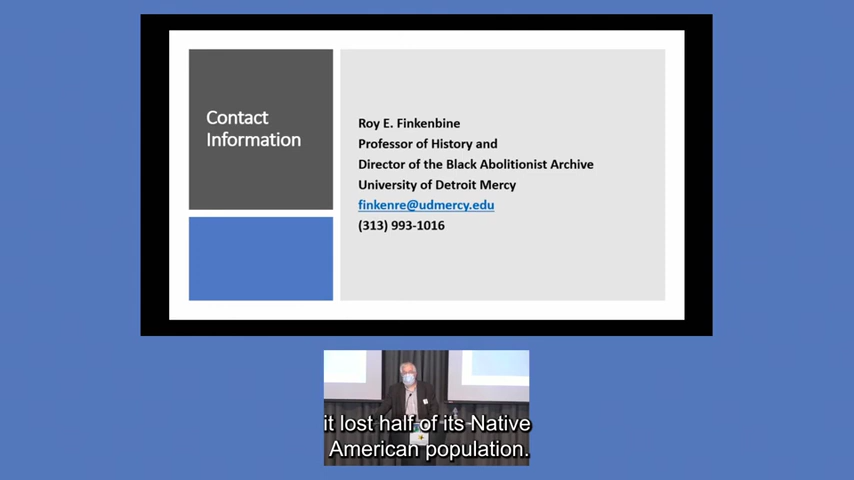 Contact
Information
Roy E. Finkenbine
Professor of History and
Director of the Black Abolitionist Archive
University of Detroit Mercy
finkenre@udmercy.edu
(313) 993-1016
it lost half of its Native
American population.